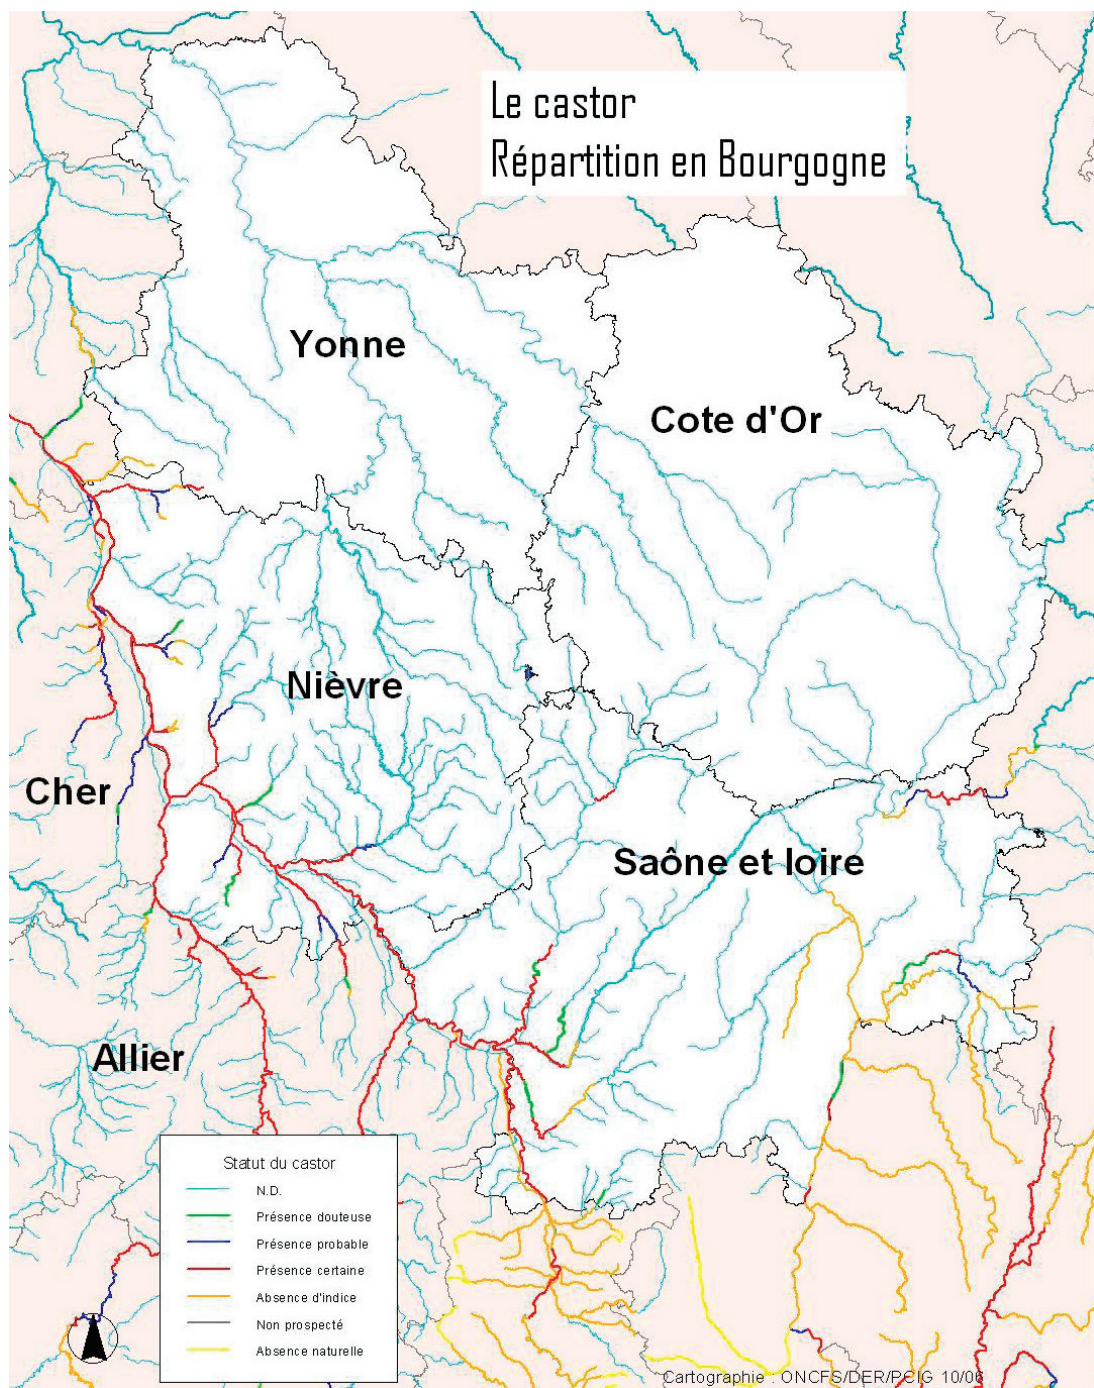 Le castor
Répartition en Bourgogne
Yonne
Cote d'Or
Nièvre
Cher
Saône et loire
Allier
Statut du castor
N.D.
Présence douteuse
Présence probable
Présence certaine
Absence d'indice
Non prospecté
Absence naturelle
Cartographie : ONCFS/DER/PCIG 10/06